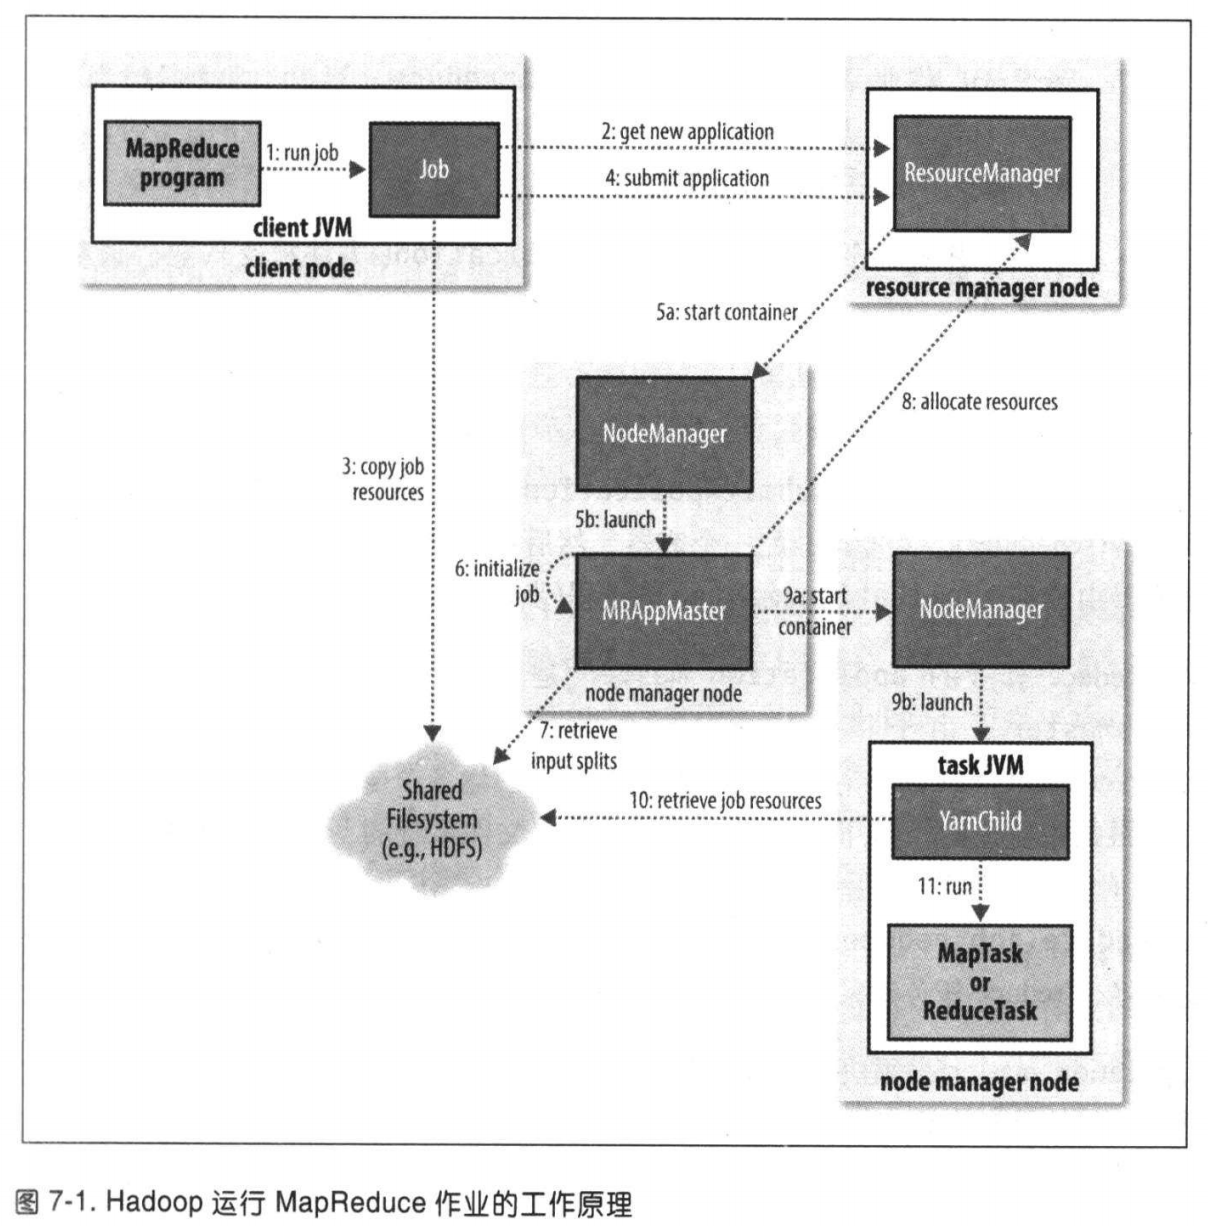 MapReduce
program
1: run job
Job
client JVM
client node
2: get new application
4: submit application
ResourceManager
resource manager node
5a: start container
8: allocate resources
3: copy job
resources
NodeManager
5b: launch
6: initialize
job
MRAppMaster
node manager node
9a: start
container
NodeManager
9b: launch
7: retrieve
input splits
Shared
Filesystem
(e.g., HDFS)
10: retrieve job resources
task JVM
YarnChild
11: run
MapTask
or
ReduceTask
node manager node
图 7-1. Hadoop 运行 MapReduce 作业的工作原理